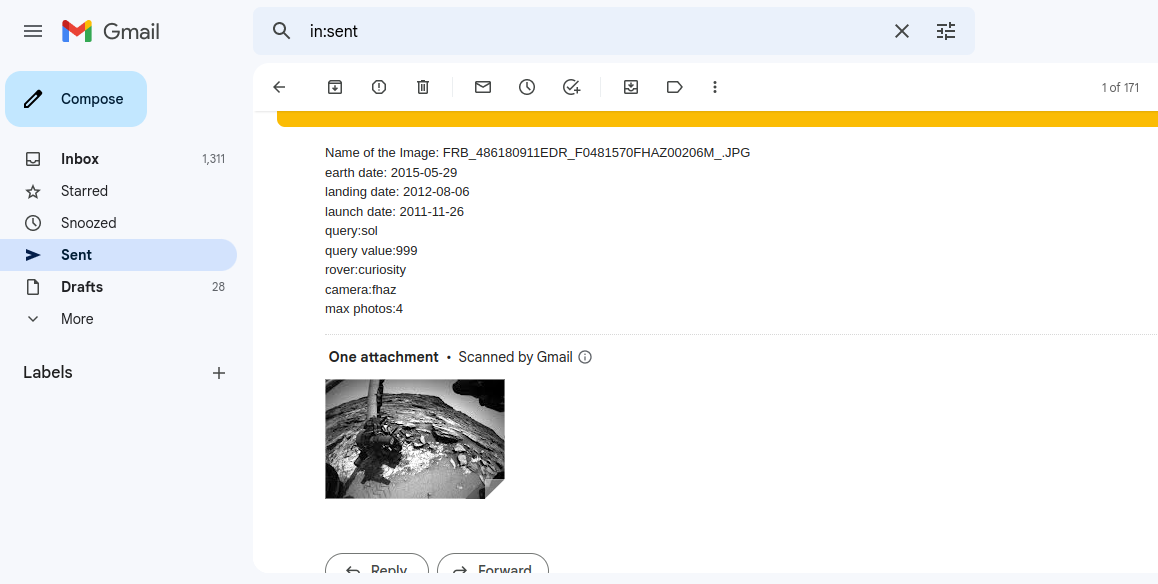 Gmail
in:sent
Compose
1 of 171
Inbox 1,311
Starred
Snoozed
Sent
Drafts 28
More
Labels
Name of the Image: FRB_486180911EDR_F0481570FHAZ00206M_.JPG
earth date: 2015-05-29
landing date: 2012-08-06
launch date: 2011-11-26
query:sol
query value:999
rover:curiosity
camera:fhaz
max photos:4
One attachment • Scanned by Gmail
Reply Forward